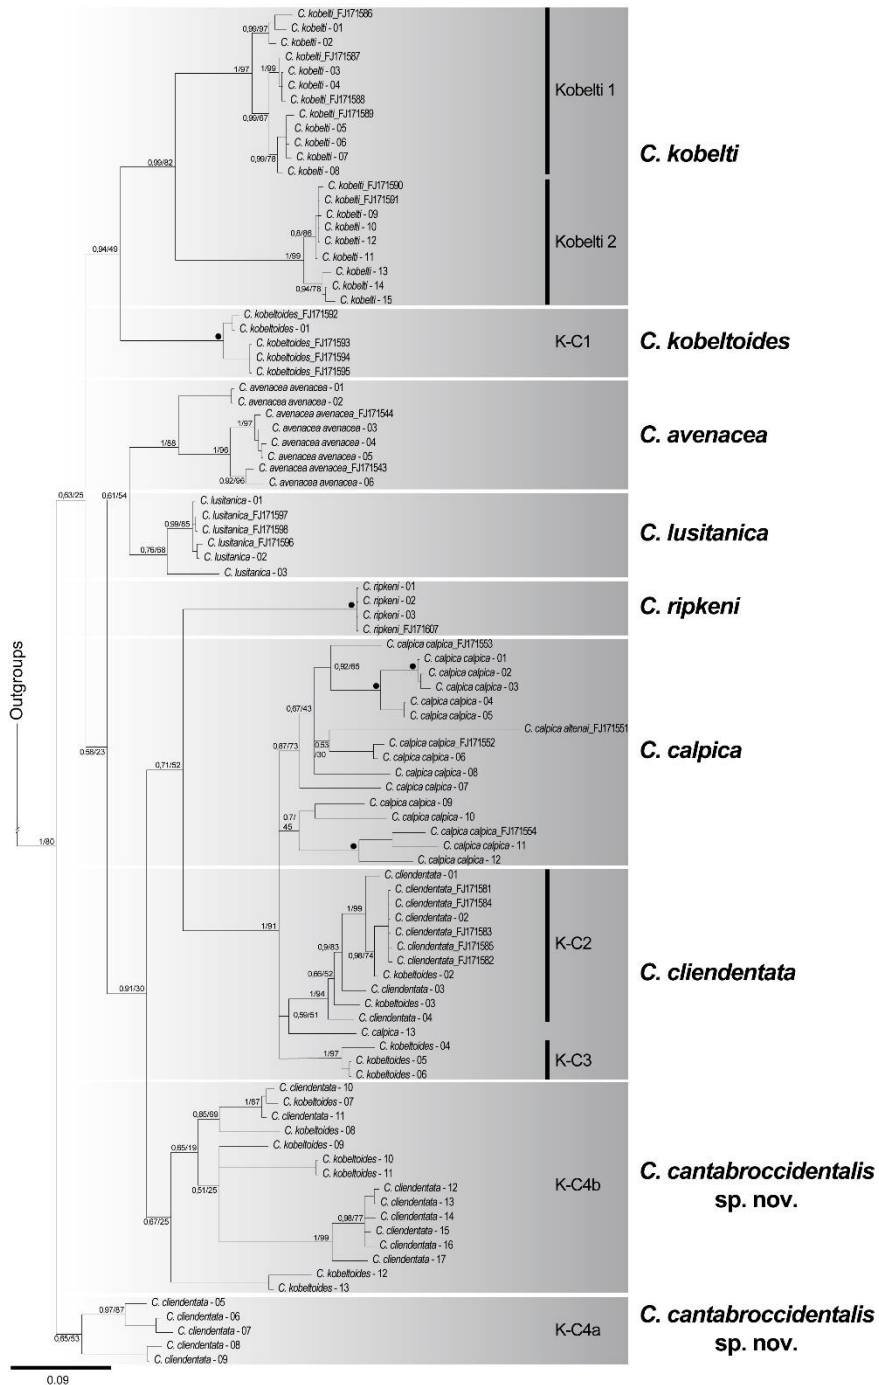 C. kobelti_FJ171586
0,99/97
C. kobelti - 01
C. kobelti - 02
C. kobelti_FJ171587
1/97
1/99
C. kobelti - 03
C. kobelti - 04
Kobelti 1
C. kobelti_FJ171588
C. kobelti_FJ171589
0,99/67
C. kobelti - 05
C. kobelti - 06
C. kobelti
0,99/78
C. kobelti - 07
0,99/82
C. kobelti - 08
C. kobelti_FJ171590
C. kobelti_FJ171591
C. kobelti - 09
C. kobelti - 10
0,8/86
C. kobelti - 12
Kobelti 2
0,94/49
1/99
C. kobelti - 11
C. kobelti - 13
0,94/78
C. kobelti - 14
C. kobelti - 15
C. kobeltoides_FJ171592
C. kobeltoides - 01
C. kobeltoides_FJ171593
K-C1
C. kobeltoides
C. kobeltoides_FJ171594
C. kobeltoides_FJ171595
C. avenacea avenacea - 01
C. avenacea avenacea - 02
C. avenacea avenacea_FJ171544
1/97
C. avenacea avenacea - 03
C. avenacea
1/88
C. avenacea avenacea - 04
1/96
C. avenacea avenacea - 05
C. avenacea avenacea_FJ171543
0,92/96
C. avenacea avenacea - 06
0,63/25
0,61/54
C. lusitanica - 01
C. lusitanica_FJ171597
0,99/85
C. lusitanica_FJ171598
C. lusitanica
C. lusitanica_FJ171596
0,76/68
C. lusitanica - 02
C. lusitanica - 03
C. ripkeni - 01
C. ripkeni - 02
C. ripkeni
C. ripkeni - 03
C. ripkeni_FJ171607
C. calpica calpica_FJ171553
C. calpica calpica - 01
0,92/65
C. calpica calpica - 02
C. calpica calpica - 03
C. calpica calpica - 04
0,67/43
C. calpica calpica - 05
Outgroups
C. calpica altenai_FJ171551
0,87/73
0,53
/30
C. calpica calpica_FJ171552
C. calpica
0,58/23
C. calpica calpica - 06
0,71/52
C. calpica calpica - 08
C. calpica calpica - 07
C. calpica calpica - 09
0.7/
45
C. calpica calpica - 10
C. calpica calpica_FJ171554
1/80
C. calpica calpica - 11
C. calpica calpica - 12
C. cliendentata - 01
C. cliendentata_FJ171581
C. cliendentata_FJ171584
1/99
C. cliendentata - 02
1/91
C. cliendentata_FJ171583
K-C2
0,9/83
C. cliendentata_FJ171585
0,98/74
C. cliendentata_FJ171582
C. cliendentata
0,66/52
C. kobeltoides - 02
0.91/30
C. cliendentata - 03
1/94
C. kobeltoides - 03
0,59/51
C. cliendentata - 04
C. calpica - 13
C. kobeltoides - 04
1/97
C. kobeltoides - 05
K-C3
C. kobeltoides - 06
C. cliendentata - 10
1/67
C. kobeltoides - 07
0,85/69
C. cliendentata - 11
C. kobeltoides - 08
0,65/19
C. kobeltoides - 09
C. kobeltoides - 10
C. kobeltoides - 11
K-C4b
C. cantabroccidentalis
sp. nov.
0,51/25
C. cliendentata - 12
C. cliendentata - 13
0,98/77
C. cliendentata - 14
0,67/25
C. cliendentata - 15
1/99
C. cliendentata - 16
C. cliendentata - 17
C. kobeltoides - 12
C. kobeltoides - 13
C. cliendentata - 05
0.97/87
C. cliendentata - 06
C. cliendentata - 07
K-C4a
C. cantabroccidentalis
sp. nov.
C. cliendentata - 08
C. cliendentata - 09
0.09